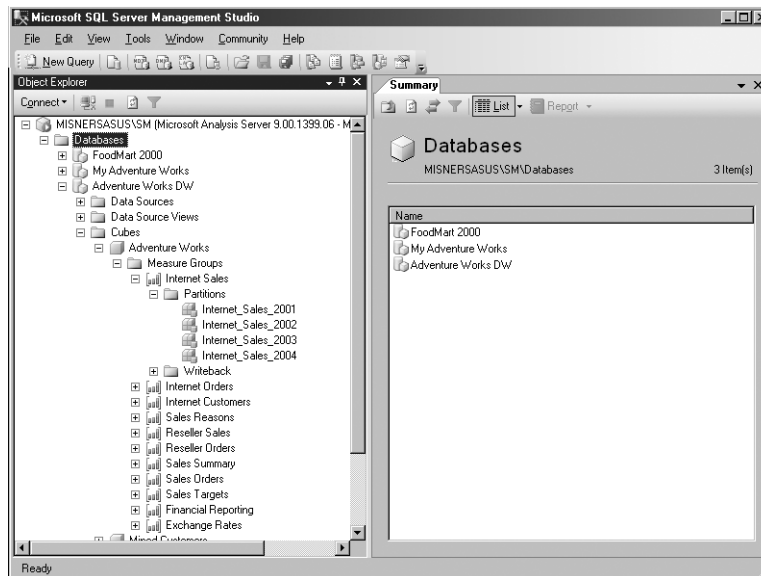 Microsoft SQL Server Management Studio
File Edit View Tools Window Community Help
New Query
Object Explorer
Connect
MISNERSASUS\SM (Microsoft Analysis Server 9.00.1399.06 - M
Databases
FoodMart 2000
My Adventure Works
Adventure Works DW
Data Sources
Data Source Views
Cubes
Adventure Works
Measure Groups
Internet Sales
Partitions
Internet_Sales_2001
Internet_Sales_2002
Internet_Sales_2003
Internet_Sales_2004
Writeback
Internet Orders
Internet Customers
Sales Reasons
Reseller Sales
Reseller Orders
Sales Summary
Sales Orders
Sales Targets
Financial Reporting
Exchange Rates
Mined Customers
Summary
List Report
Databases
MISNERSASUS\SM\Databases 3 Item(s)
Name
FoodMart 2000
My Adventure Works
Adventure Works DW
Ready